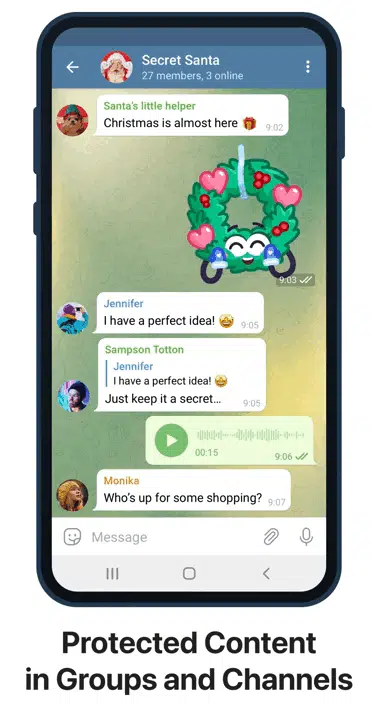 Secret Santa
27 members, 3 online
Santa's little helper
Christmas is almost here 🎁
9:02
9:03
Jennifer
I have a perfect idea! 🤩
9:05
Sampson Totton
Jennifer
I have a perfect idea! 🤩
Just keep it a secret...
9:05
00:15
9:06
Monika
Who's up for some shopping?
9:07
Message
Protected Content
in Groups and Channels